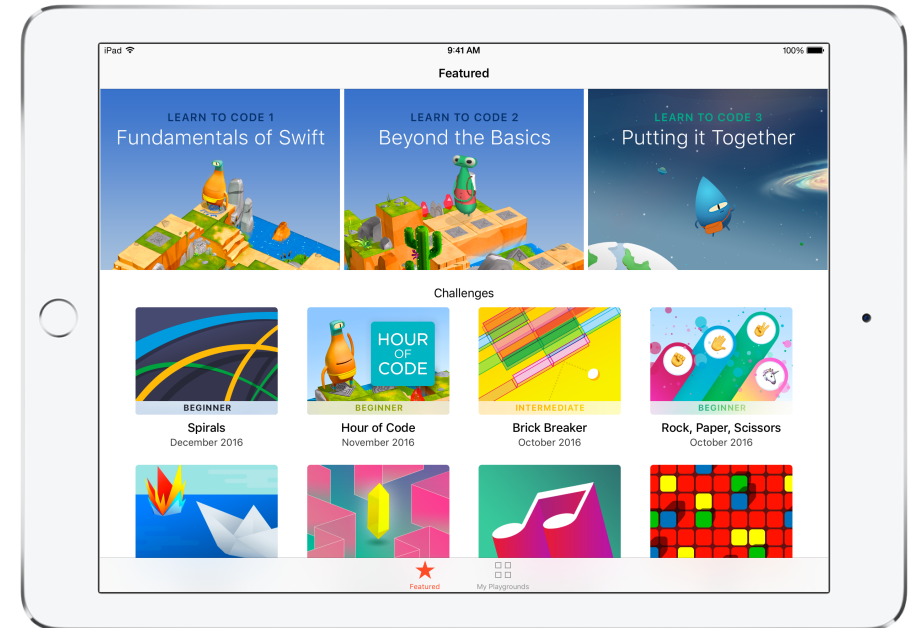 iPad
9:41 AM
100%
Featured
LEARN TO CODE 1
Fundamentals of Swift
LEARN TO CODE 2
Beyond the Basics
LEARN TO CODE 3
Putting it Together
Challenges
HOUR
OF
CODE
BEGINNER
BEGINNER
INTERMEDIATE
BEGINNER
Spirals
Hour of Code
Brick Breaker
Rock, Paper, Scissors
December 2016
November 2016
October 2016
October 2016
Featured
My Playgrounds